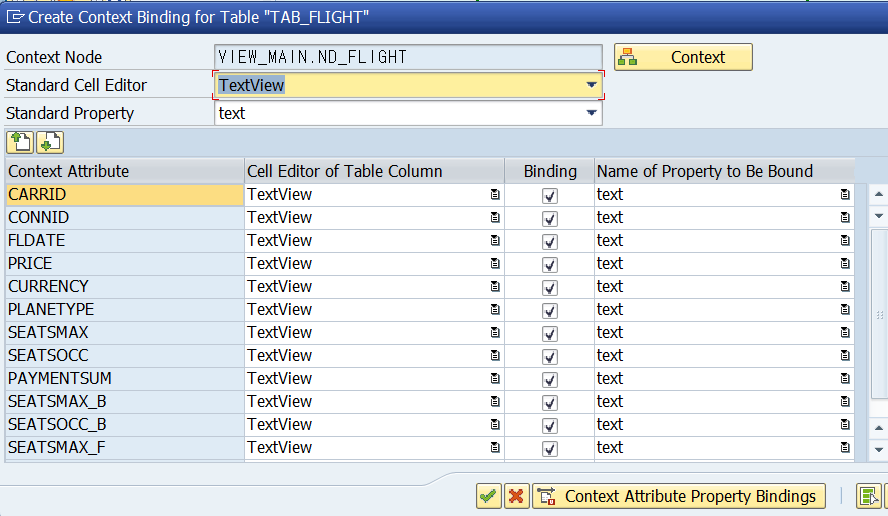 Create Context Binding for Table "TAB_FLIGHT"
Context Node VIEW_MAIN.ND_FLIGHT Context
Standard Cell Editor TextView
Standard Property text
Context Attribute Cell Editor of Table Column Binding Name of Property to Be Bound
CARRID TextView text
CONNID TextView text
FLDATE TextView text
PRICE TextView text
CURRENCY TextView text
PLANETYPE TextView text
SEATSMAX TextView text
SEATSOCC TextView text
PAYMENTSUM TextView text
SEATSMAX_B TextView text
SEATSOCC_B TextView text
SEATSMAX_F TextView text
Context Attribute Property Bindings